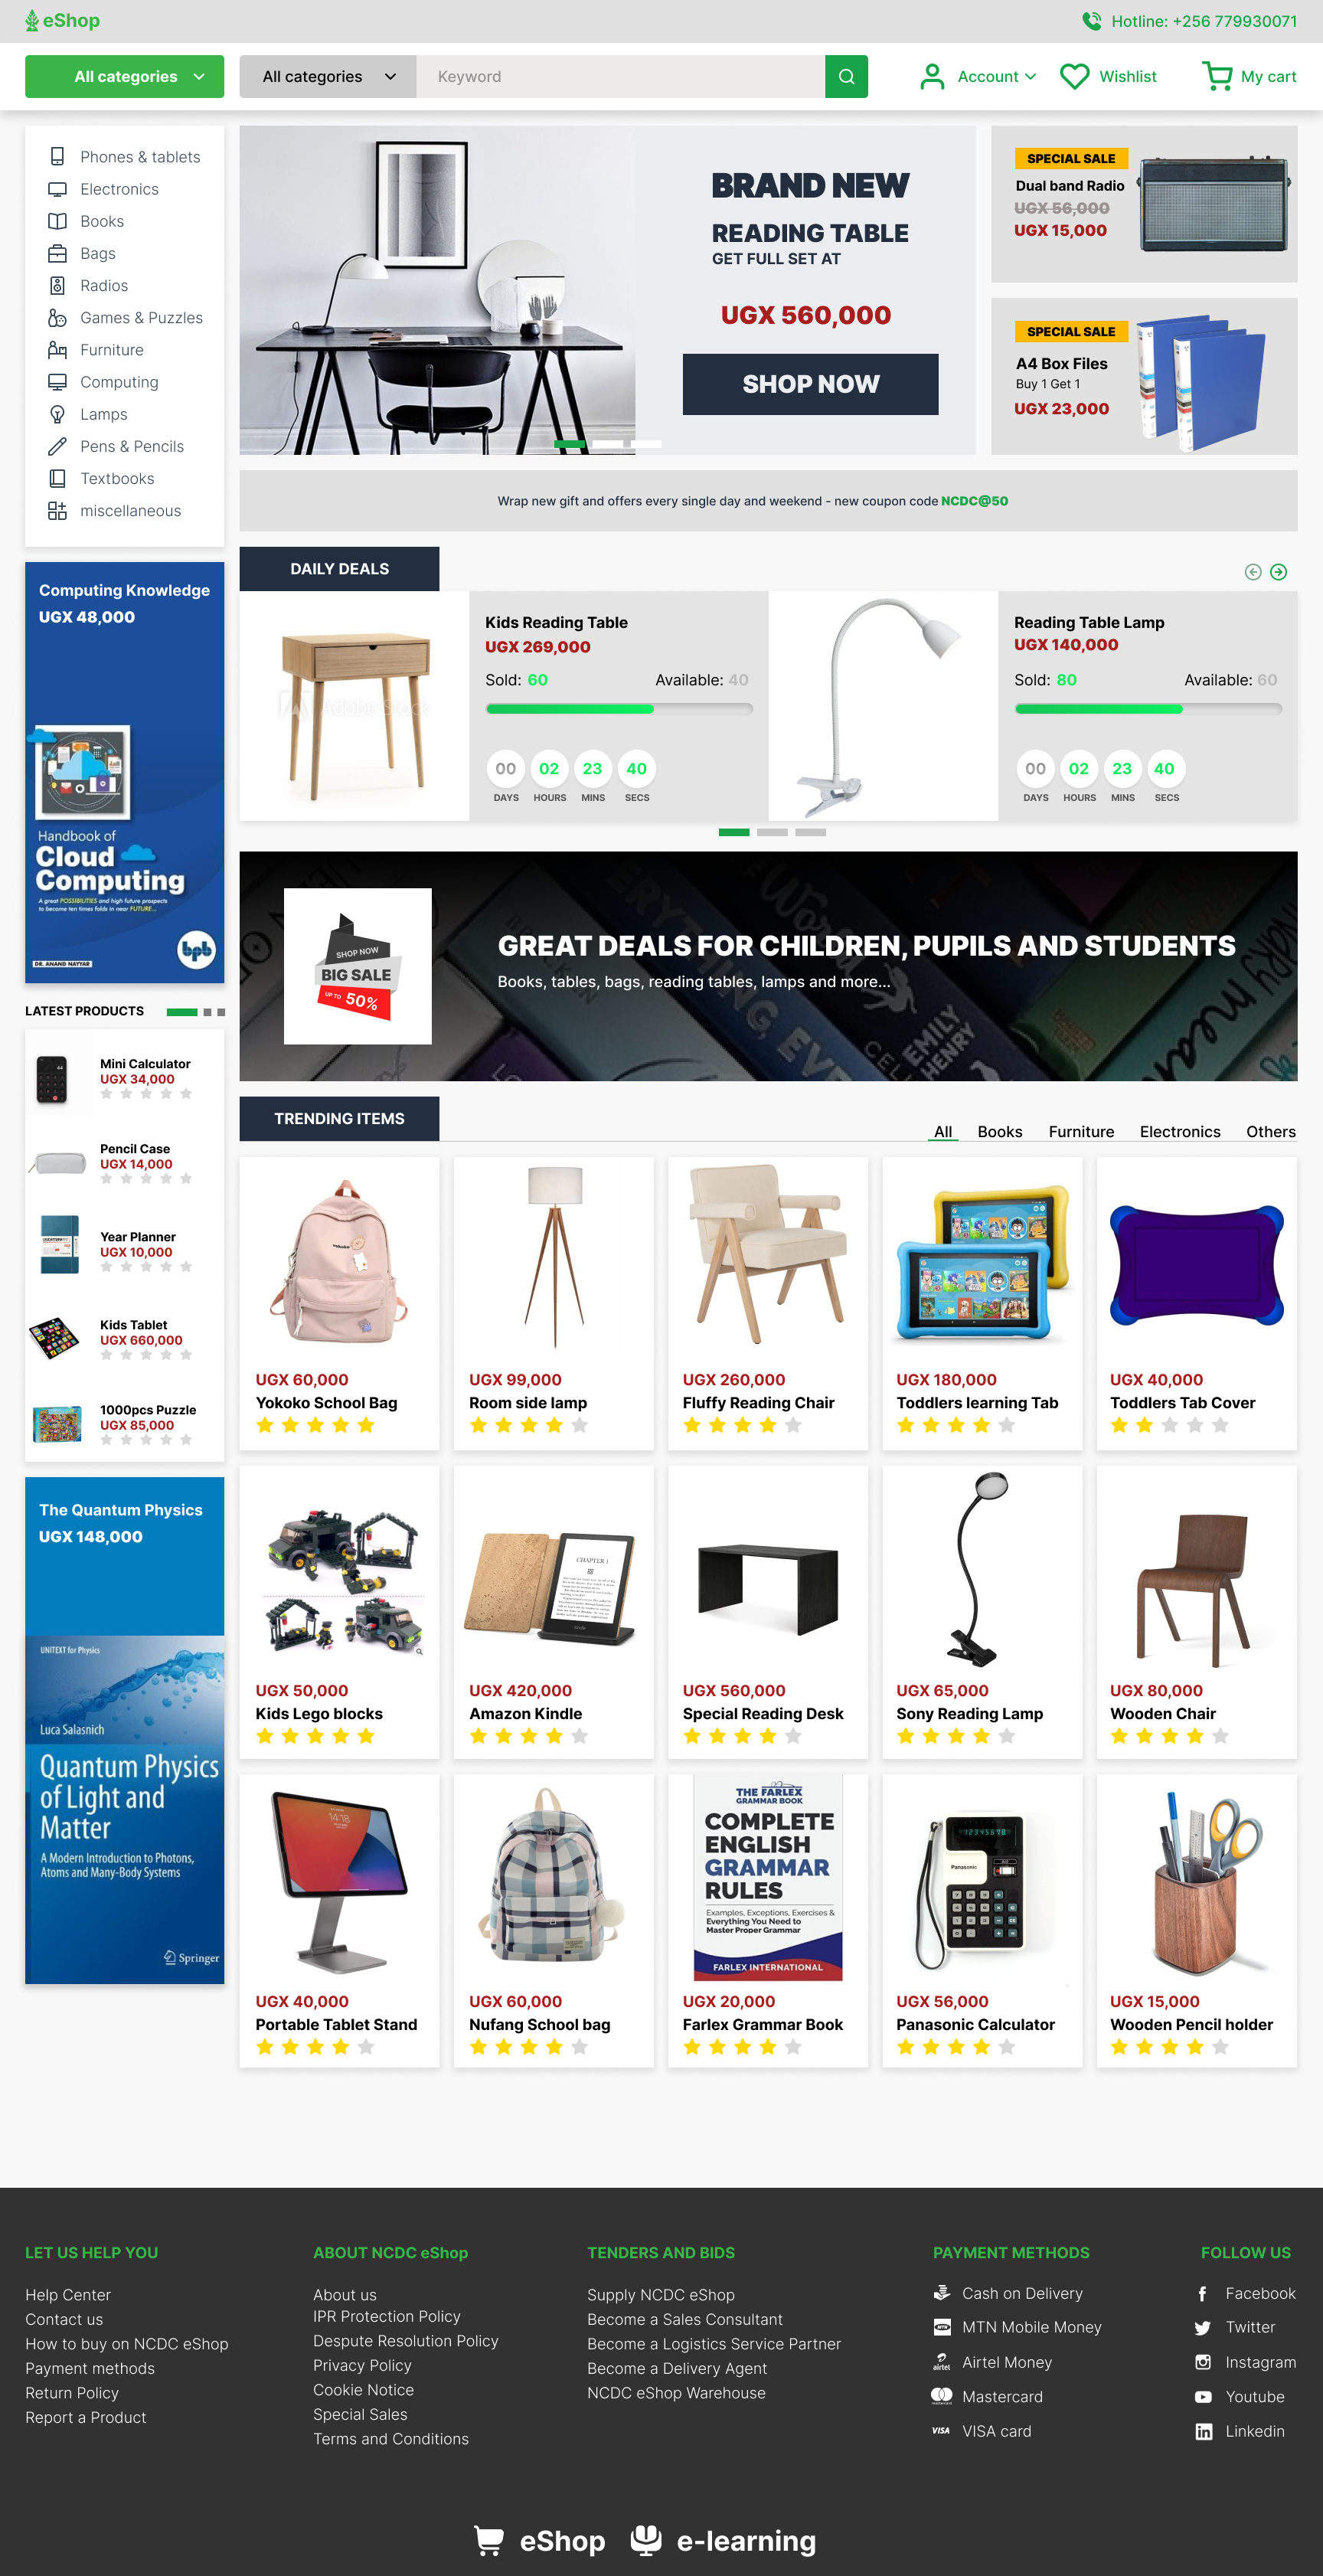 eShop
Hotline: +256 779930071
All categories
All categories
Keyword
Account
Wishlist
My cart
Phones & tablets
Electronics
Books
Bags
Radios
Games & Puzzles
Furniture
Computing
Lamps
Pens & Pencils
Textbooks
miscellaneous
BRAND NEW
READING TABLE
GET FULL SET AT
UGX 560,000
SHOP NOW
SPECIAL SALE
Dual band Radio
UGX 56,000
UGX 15,000
SPECIAL SALE
A4 Box Files
Buy 1 Get 1
UGX 23,000
Wrap new gift and offers every single day and weekend - new coupon code NCDC@50
Computing Knowledge
UGX 48,000
Handbook of
Cloud
Computing
A great POSSIBILITIES and high future prospects
to become ten times folds in near FUTURE...
bpb
DR. ANAND NAYYAR
DAILY DEALS
Kids Reading Table
UGX 269,000
Sold: 60
Available: 40
00 02 23 40
DAYS HOURS MINS SECS
Reading Table Lamp
UGX 140,000
Sold: 80
Available: 60
00 02 23 40
DAYS HOURS MINS SECS
SHOP NOW
BIG SALE
UP TO 50%
GREAT DEALS FOR CHILDREN, PUPILS AND STUDENTS
Books, tables, bags, reading tables, lamps and more...
EMILY
HENRY
LATEST PRODUCTS
Mini Calculator
UGX 34,000
Pencil Case
UGX 14,000
Year Planner
UGX 10,000
Kids Tablet
UGX 660,000
1000pcs Puzzle
UGX 85,000
The Quantum Physics
UGX 148,000
UNITEXT for Physics
Luca Salasnich
Quantum Physics
of Light and
Matter
A Modern Introduction to Photons,
Atoms and Many-Body Systems
Springer
TRENDING ITEMS
All
Books
Furniture
Electronics
Others
UGX 60,000
Yokoko School Bag
UGX 99,000
Room side lamp
UGX 260,000
Fluffy Reading Chair
UGX 180,000
Toddlers learning Tab
UGX 40,000
Toddlers Tab Cover
CHAPTER 1
UGX 50,000
Kids Lego blocks
UGX 420,000
Amazon Kindle
UGX 560,000
Special Reading Desk
UGX 65,000
Sony Reading Lamp
UGX 80,000
Wooden Chair
14:18
THE FARLEX
GRAMMAR BOOK
COMPLETE
ENGLISH
GRAMMAR
RULES
Examples, Exceptions, Exercises &
Everything You Need to
Master Proper Grammar
FARLEX INTERNATIONAL
12345678
Panasonic
UGX 40,000
Portable Tablet Stand
UGX 60,000
Nufang School bag
UGX 20,000
Farlex Grammar Book
UGX 56,000
Panasonic Calculator
UGX 15,000
Wooden Pencil holder
LET US HELP YOU
Help Center
Contact us
How to buy on NCDC eShop
Payment methods
Return Policy
Report a Product
ABOUT NCDC eShop
About us
IPR Protection Policy
Despute Resolution Policy
Privacy Policy
Cookie Notice
Special Sales
Terms and Conditions
TENDERS AND BIDS
Supply NCDC eShop
Become a Sales Consultant
Become a Logistics Service Partner
Become a Delivery Agent
NCDC eShop Warehouse
PAYMENT METHODS
Cash on Delivery
MTN Mobile Money
airtel
Airtel Money
Mastercard
VISA
VISA card
FOLLOW US
Facebook
Twitter
Instagram
Youtube
Linkedin
eShop
e-learning